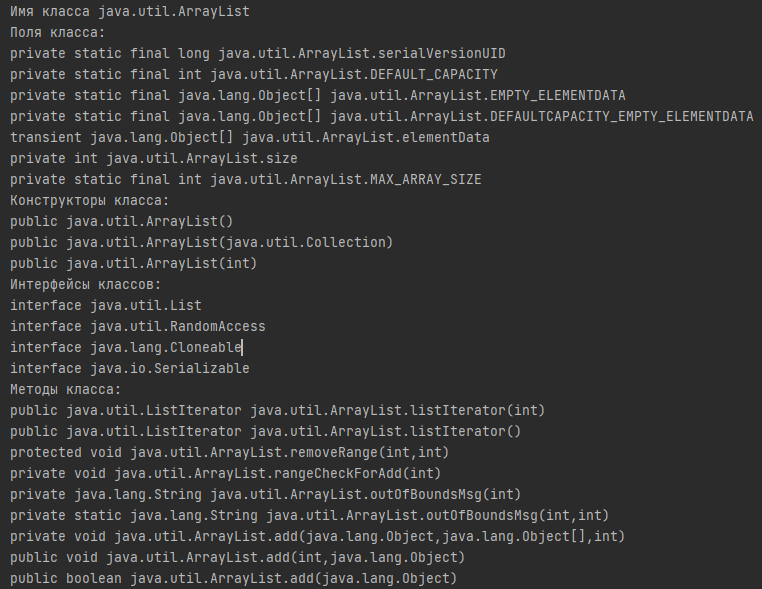 Имя класса java.util.ArrayList
Поля класса:
private static final long java.util.ArrayList.serialVersionUID
private static final int java.util.ArrayList.DEFAULT_CAPACITY
private static final java.lang.Object[] java.util.ArrayList.EMPTY_ELEMENTDATA
private static final java.lang.Object[] java.util.ArrayList.DEFAULTCAPACITY_EMPTY_ELEMENTDATA
transient java.lang.Object[] java.util.ArrayList.elementData
private int java.util.ArrayList.size
private static final int java.util.ArrayList.MAX_ARRAY_SIZE
Конструкторы класса:
public java.util.ArrayList()
public java.util.ArrayList(java.util.Collection)
public java.util.ArrayList(int)
Интерфейсы классов:
interface java.util.List
interface java.util.RandomAccess
interface java.lang.Cloneable
interface java.io.Serializable
Методы класса:
public java.util.ListIterator java.util.ArrayList.listIterator(int)
public java.util.ListIterator java.util.ArrayList.listIterator()
protected void java.util.ArrayList.removeRange(int,int)
private void java.util.ArrayList.rangeCheckForAdd(int)
private java.lang.String java.util.ArrayList.outOfBoundsMsg(int)
private static java.lang.String java.util.ArrayList.outOfBoundsMsg(int,int)
private void java.util.ArrayList.add(java.lang.Object,java.lang.Object[],int)
public void java.util.ArrayList.add(int,java.lang.Object)
public boolean java.util.ArrayList.add(java.lang.Object)